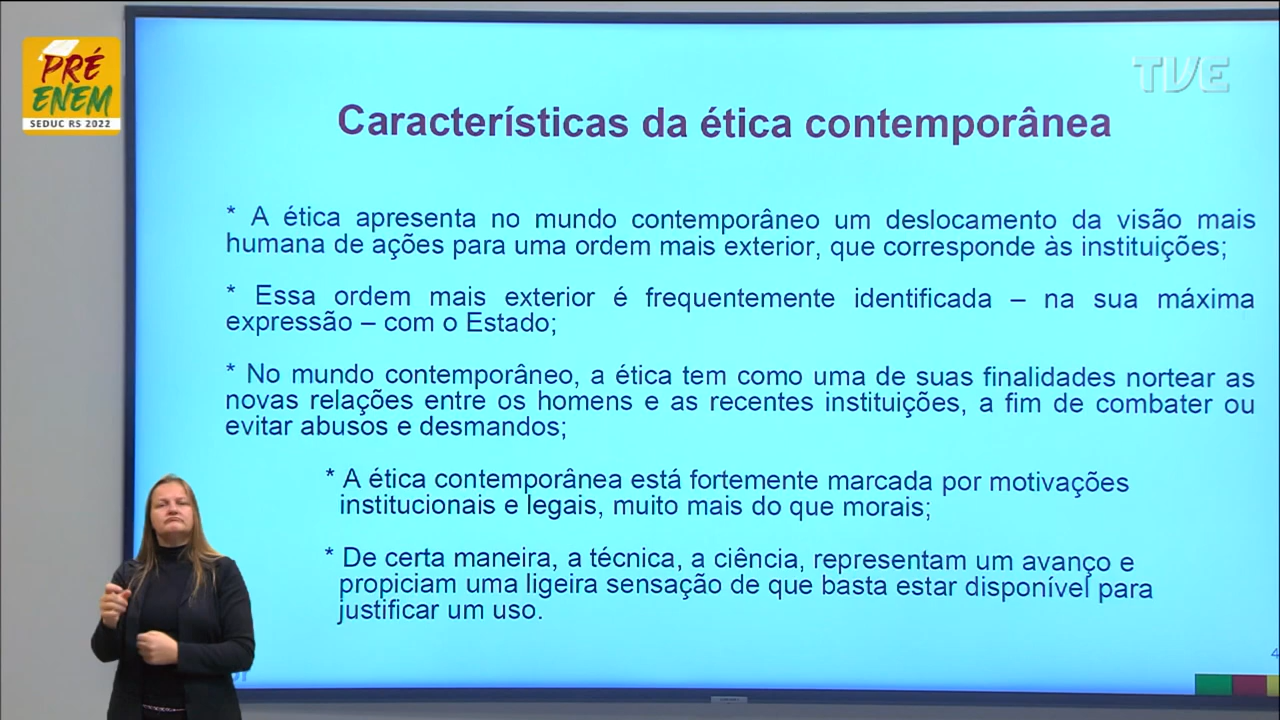 PRÉ
ENEM
SEDUC RS 2022
TVE
Características da ética contemporânea
* A ética apresenta no mundo contemporâneo um deslocamento da visão mais
humana de ações para uma ordem mais exterior, que corresponde às instituições;
* Essa ordem mais exterior é frequentemente identificada – na sua máxima
expressão – com o Estado;
* No mundo contemporâneo, a ética tem como uma de suas finalidades nortear as
novas relações entre os homens e as recentes instituições, a fim de combater ou
evitar abusos e desmandos;
* A ética contemporânea está fortemente marcada por motivações
institucionais e legais, muito mais do que morais;
* De certa maneira, a técnica, a ciência, representam um avanço e
propiciam uma ligeira sensação de que basta estar disponível para
justificar um uso.
4